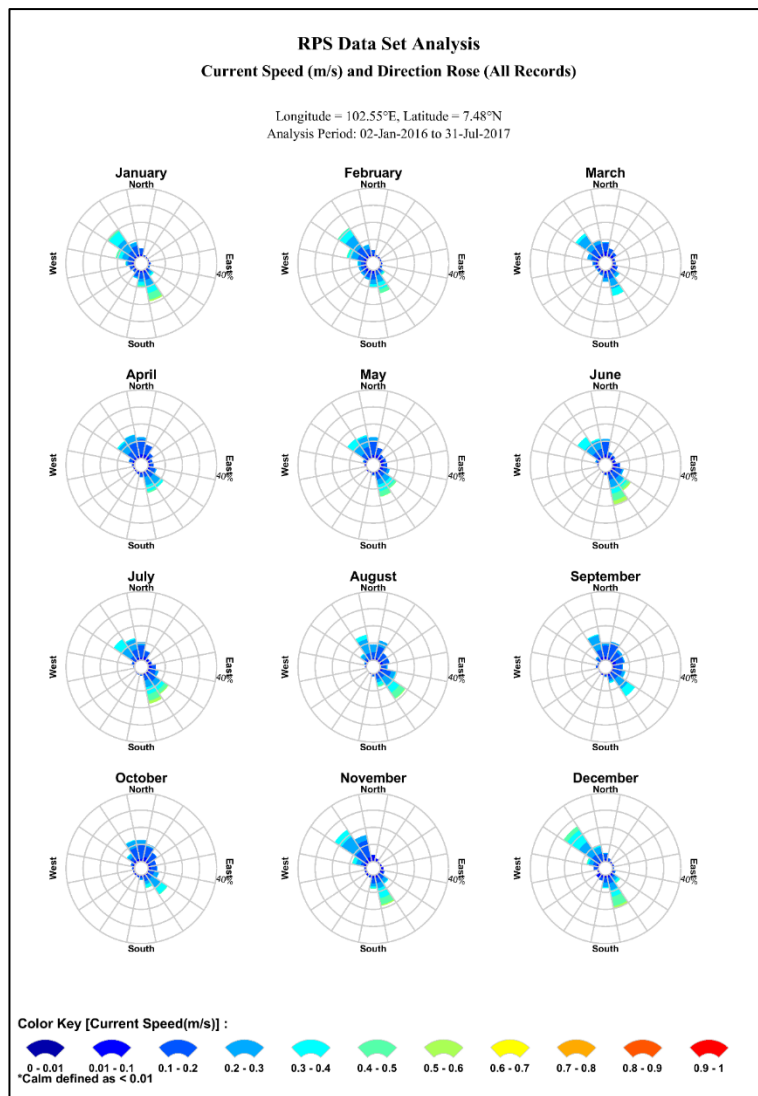 RPS Data Set Analysis
Current Speed (m/s) and Direction Rose (All Records)
Longitude = 102.55°E, Latitude = 7.48°N
Analysis Period: 02-Jan-2016 to 31-Jul-2017
January
North
West
East
40%
South
February
North
West
East
40%
South
March
North
West
East
40%
South
April
North
West
East
40%
South
May
North
West
East
40%
South
June
North
West
East
40%
South
July
North
West
East
40%
South
August
North
West
East
40%
South
September
North
West
East
40%
South
October
North
West
East
40%
South
November
North
West
East
40%
South
December
North
West
East
40%
South
Color Key [Current Speed(m/s)] :
0 - 0.01 0.01 - 0.1 0.1 - 0.2 0.2 - 0.3 0.3 - 0.4 0.4 - 0.5 0.5 - 0.6 0.6 - 0.7 0.7 - 0.8 0.8 - 0.9 0.9 - 1
*Calm defined as < 0.01